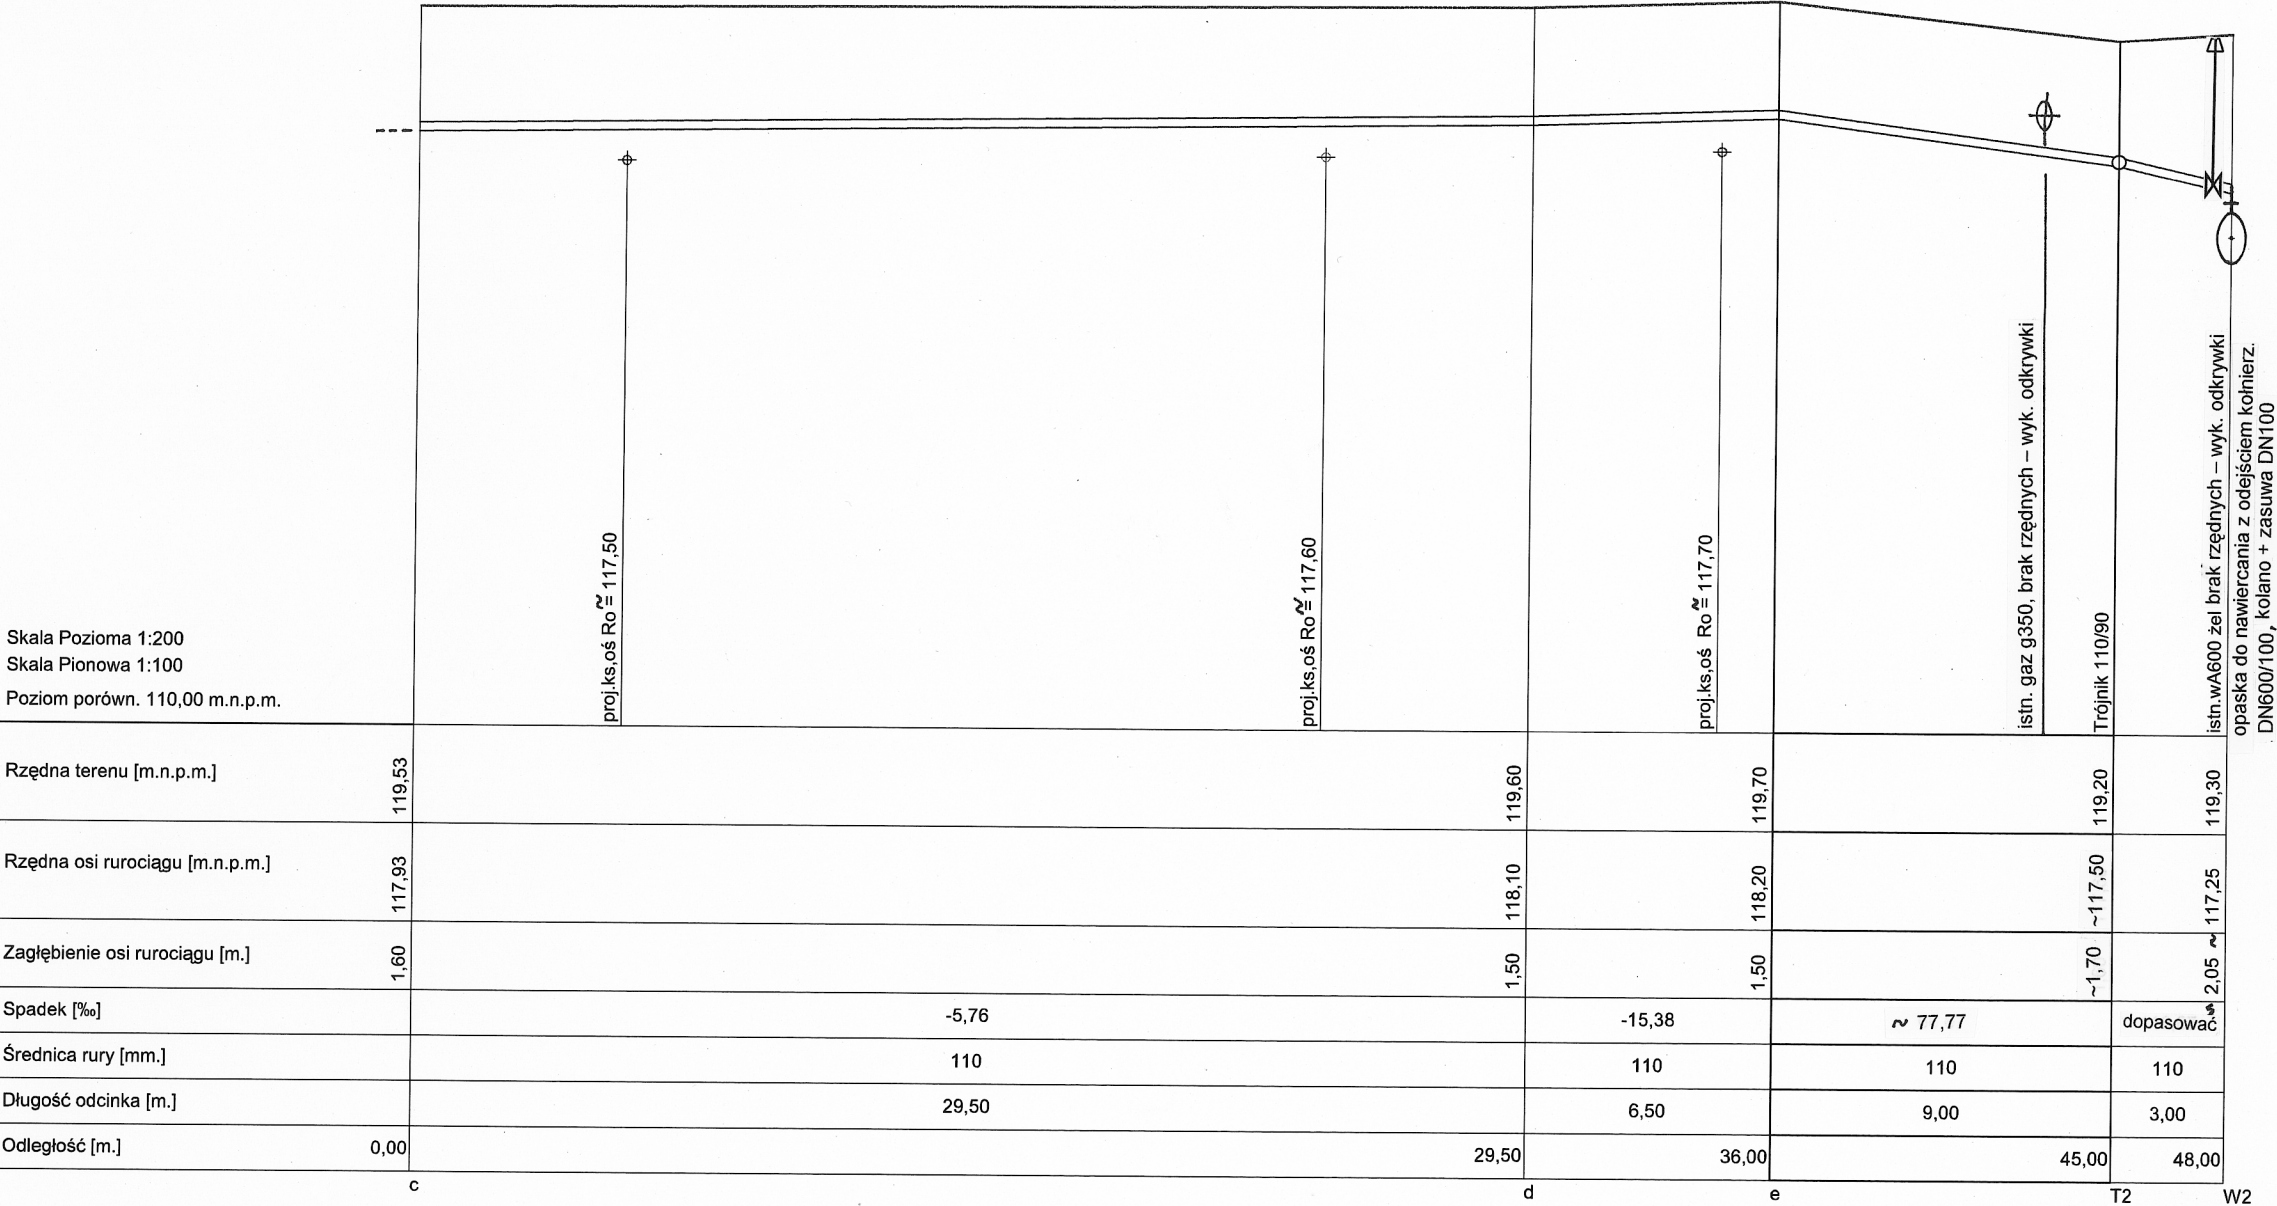 proj.ks,oś Ro ≅ 117,50
proj.ks,oś Ro ≅ 117,60
proj.ks,oś Ro ≅ 117,70
istn. gaz g350, brak rzędnych – wyk. odkrywki
Trójnik 110/90
istn.wA600 żel brak rzędnych – wyk. odkrywki
opaska do nawiercania z odejściem kołnierz.
DN600/100, kolano + zasuwa DN100
Skala Pozioma 1:200
Skala Pionowa 1:100
Poziom porówn. 110,00 m.n.p.m.
Rzędna terenu [m.n.p.m.] 119,53 119,60 119,70 119,20 119,30
Rzędna osi rurociągu [m.n.p.m.] 117,93 118,10 118,20 ~117,50 ~ 117,25
Zagłębienie osi rurociągu [m.] 1,60 1,50 1,50 ~1,70 ~ 2,05
Spadek [‰] -5,76 -15,38 ~ 77,77 dopasować
Średnica rury [mm.] 110 110 110 110
Długość odcinka [m.] 29,50 6,50 9,00 3,00
Odległość [m.] 0,00 29,50 36,00 45,00 48,00
c d e T2 W2